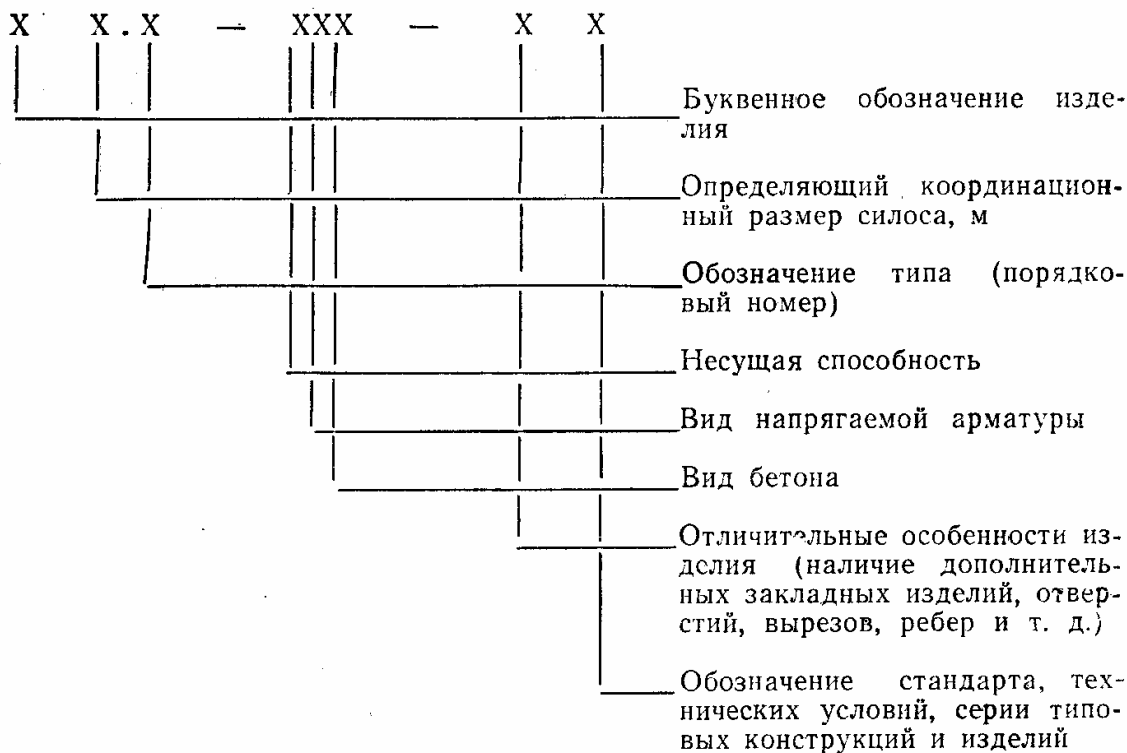 X X . X — XXX — X X
Буквенное обозначение изде-
лия
Определяющий координацион-
ный размер силоса, м
Обозначение типа (порядко-
вый номер)
Несущая способность
Вид напрягаемой арматуры
Вид бетона
Отличительные особенности из-
делия (наличие дополнитель-
ных закладных изделий, отвер-
стий, вырезов, ребер и т. д.)
Обозначение стандарта, тех-
нических условий, серии типо-
вых конструкций и изделий